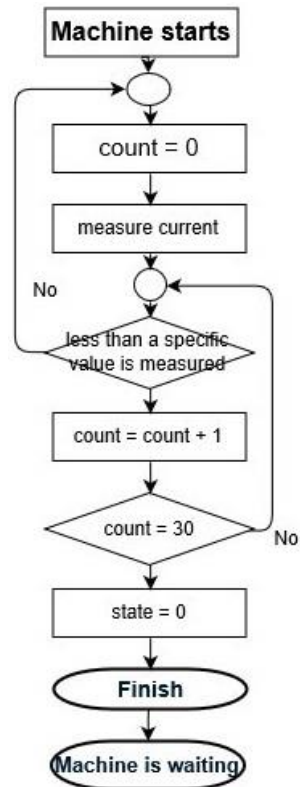 Machine starts
count = 0
measure current
No
less than a specific
value is measured
count = count + 1
count = 30
No
state = 0
Finish
Machine is waiting